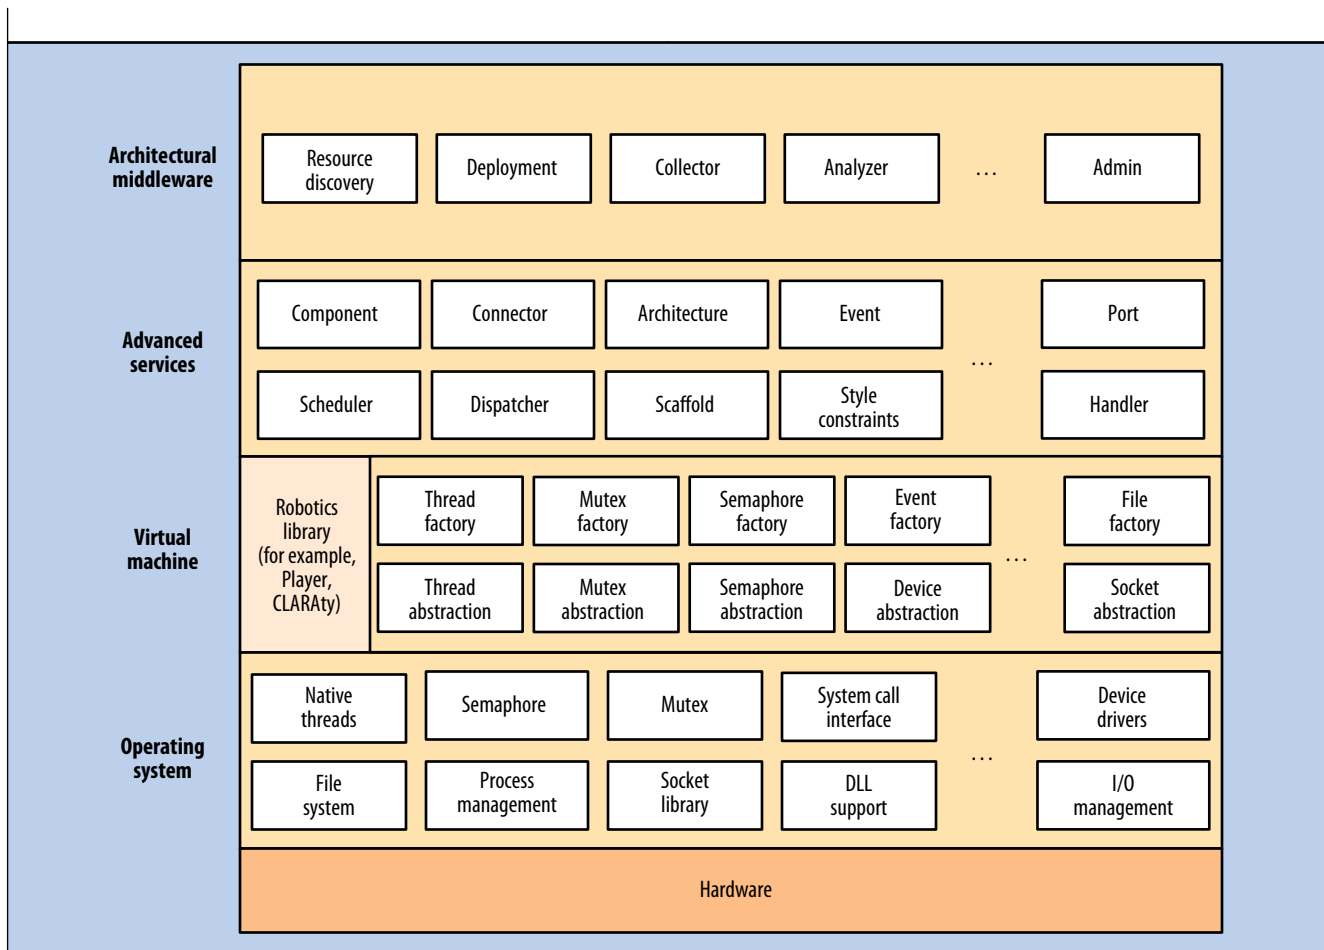 Architectural
middleware
Resource
discovery
Deployment
Collector
Analyzer
...
Admin
Advanced
services
Component
Connector
Architecture
Event
Port
...
Scheduler
Dispatcher
Scaffold
Style
constraints
Handler
Virtual
machine
Robotics
library
(for example,
Player,
CLARAty)
Thread
factory
Mutex
factory
Semaphore
factory
Event
factory
File
factory
...
Thread
abstraction
Mutex
abstraction
Semaphore
abstraction
Device
abstraction
Socket
abstraction
Operating
system
Native
threads
Semaphore
Mutex
System call
interface
Device
drivers
...
File
system
Process
management
Socket
library
DLL
support
I/O
management
Hardware